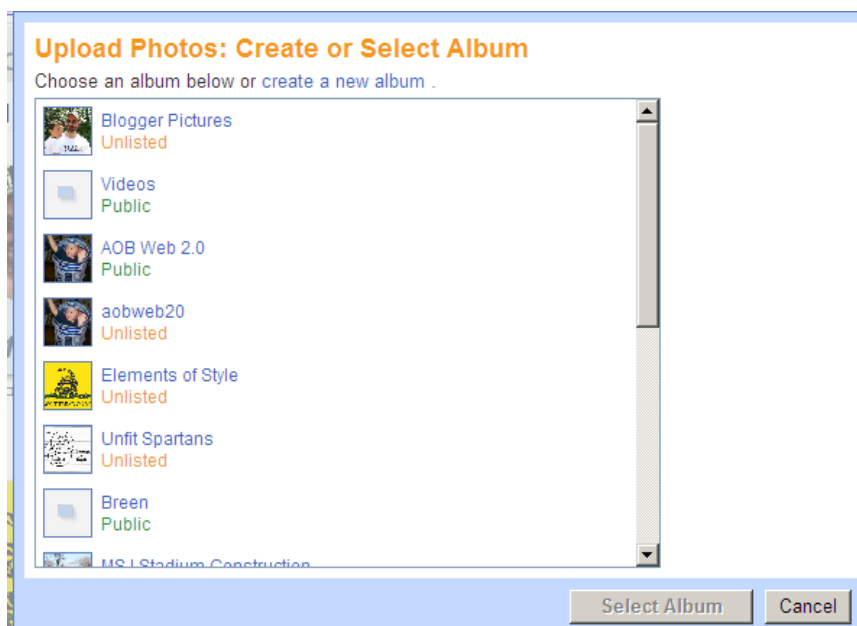 Upload Photos: Create or Select Album
Choose an album below or create a new album .
Blogger Pictures
Unlisted
Videos
Public
AOB Web 2.0
Public
aobweb20
Unlisted
Elements of Style
Unlisted
Unfit Spartans
Unlisted
Breen
Public
Stadium Construction
Select Album
Cancel